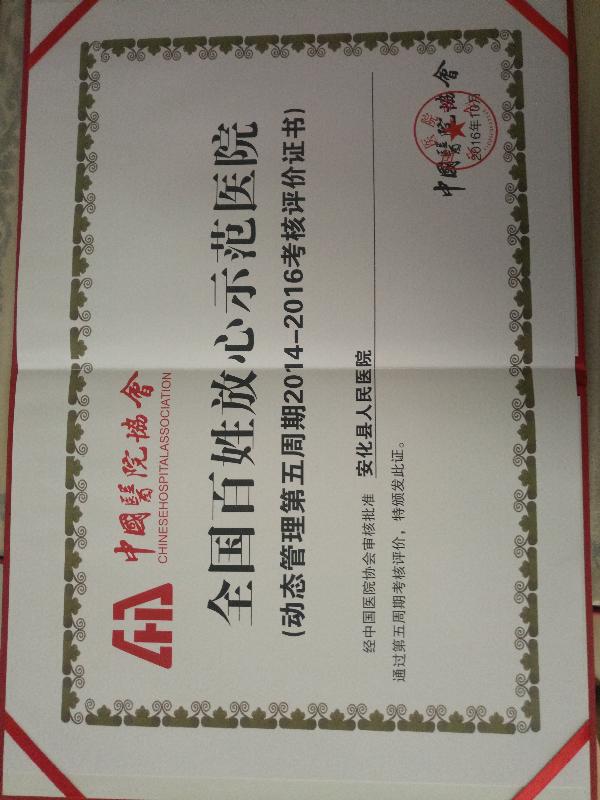 中國醫院協會
CHINESEHOSPITALASSOCIATION
全国百姓放心示范医院
(动态管理第五周期2014-2016考核评价证书)
经中国医院协会审核批准 安化县人民医院
通过第五周期考核评价，特颁发此证。
中國醫院協會
2016年10月